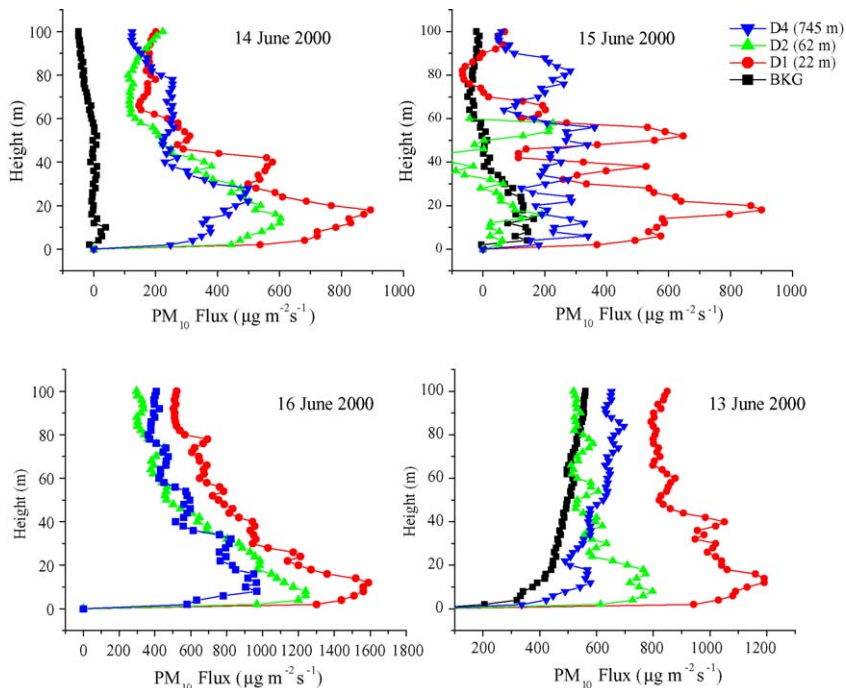 14 June 2000
15 June 2000
D4 (745 m)
D2 (62 m)
D1 (22 m)
BKG
Height (m)
100
80
60
40
20
0
0 200 400 600 800 1000
PM₁₀ Flux (μg m⁻²s⁻¹)
Height (m)
100
80
60
40
20
0
0 200 400 600 800 1000
PM₁₀ Flux (μg m⁻²s⁻¹)
16 June 2000
13 June 2000
Height (m)
100
80
60
40
20
0
0 200 400 600 800 1000 1200 1400 1600 1800
PM₁₀ Flux (μg m⁻²s⁻¹)
Height (m)
100
80
60
40
20
0
200 400 600 800 1000 1200
PM₁₀ Flux (μg m⁻²s⁻¹)